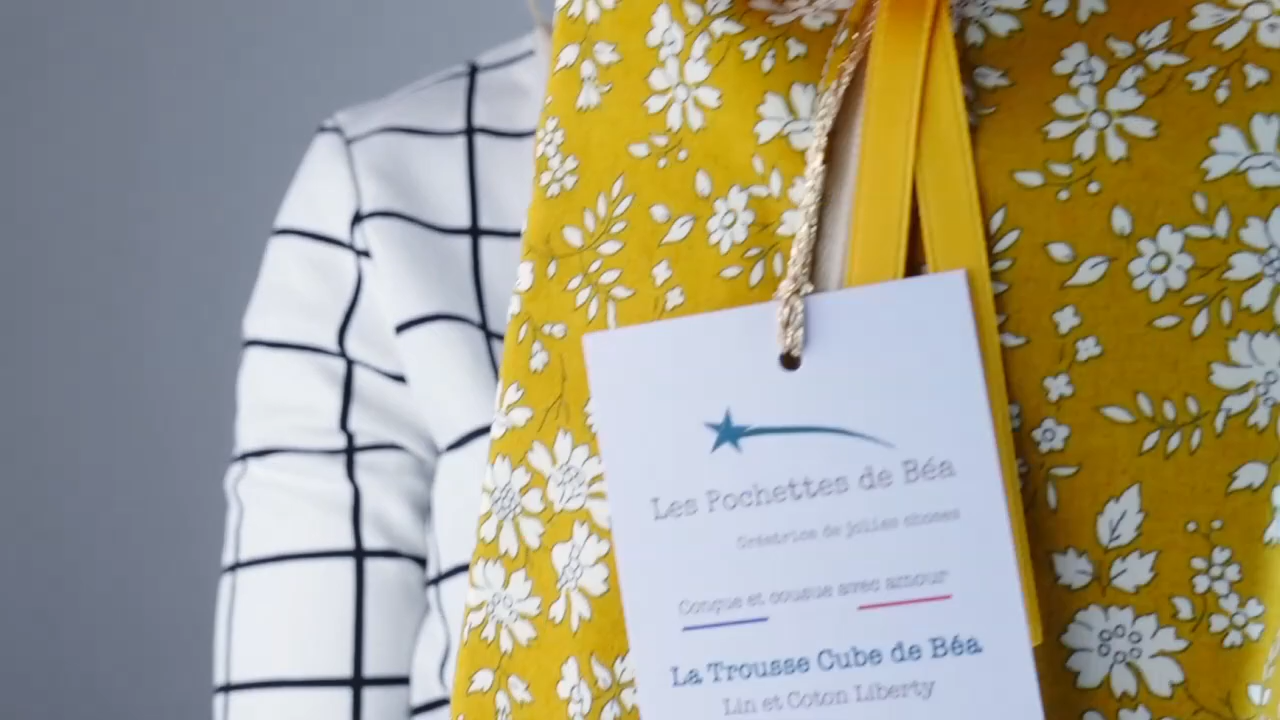 Les Pochettes de Béa
Créatrice de jolies choses
Conçue et cousue avec amour
La Trousse Cube de Béa
Lin et Coton Liberty